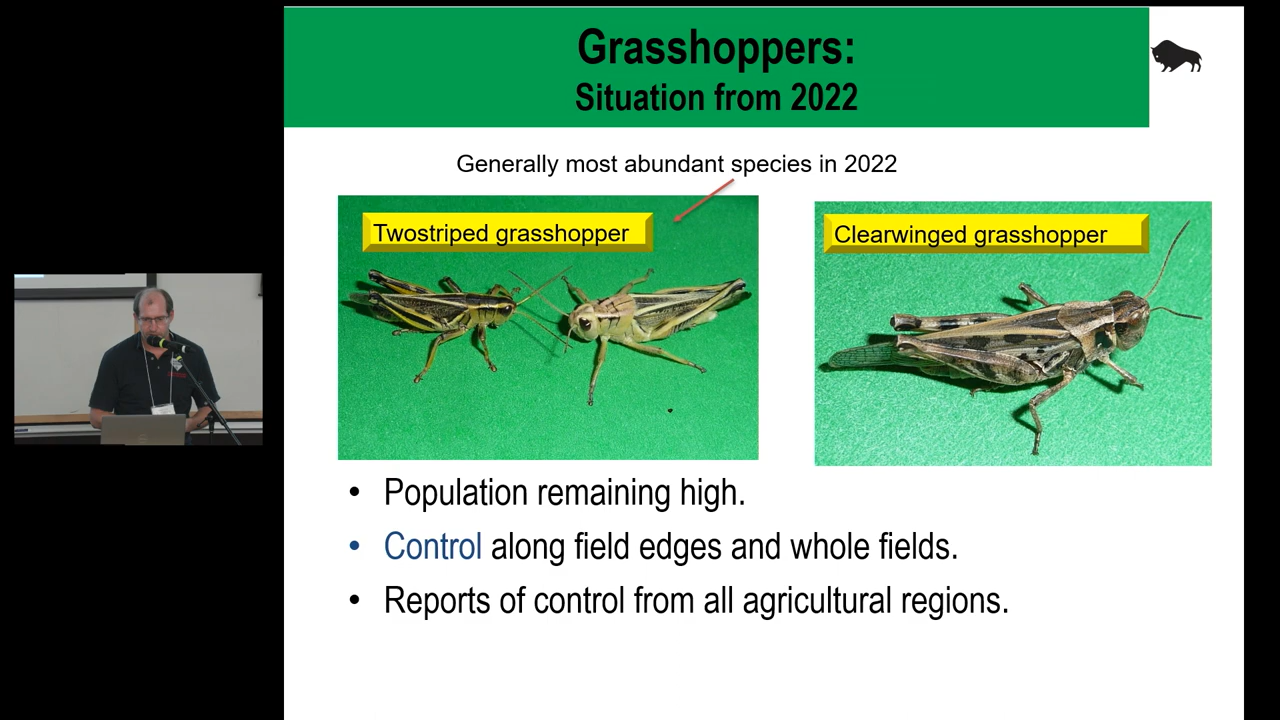 Grasshoppers:
Situation from 2022
Generally most abundant species in 2022
Twostriped grasshopper
Clearwinged grasshopper
• Population remaining high.
• Control along field edges and whole fields.
• Reports of control from all agricultural regions.